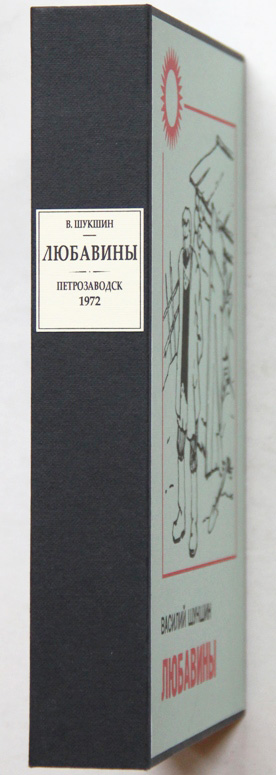 В. ШУКШИН
ЛЮБАВИНЫ
ПЕТРОЗАВОДСК
1972
ВАСИЛИЙ ШУКШИН
ЛЮБАВИНЫ